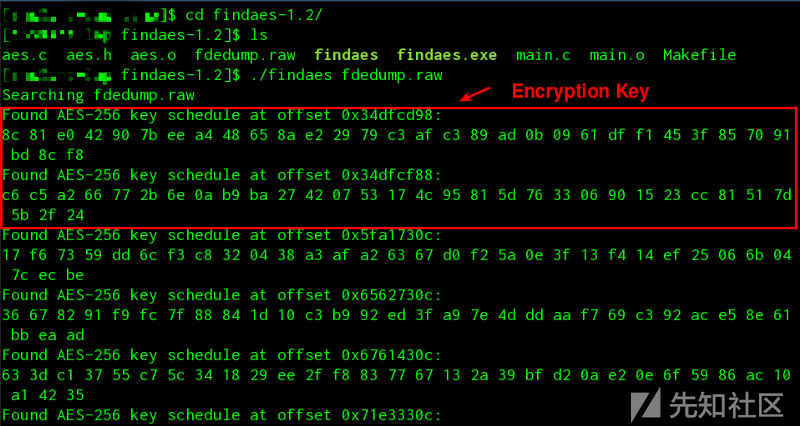 [ ]$ cd findaes-1.2/
[ findaes-1.2]$ ls
aes.c aes.h aes.o fdedump.raw findaes findaes.exe main.c main.o Makefile
[ findaes-1.2]$ ./findaes fdedump.raw
Searching fdedump.raw
Encryption Key
Found AES-256 key schedule at offset 0x34dfcd98:
8c 81 e0 42 90 7b ee a4 48 65 8a e2 29 79 c3 af c3 89 ad 0b 09 61 df f1 45 3f 85 70 91
bd 8c f8
Found AES-256 key schedule at offset 0x34dfcf88:
c6 c5 a2 66 77 2b 6e 0a b9 ba 27 42 07 53 17 4c 95 81 5d 76 33 06 90 15 23 cc 81 51 7d
5b 2f 24
Found AES-256 key schedule at offset 0x5fa1730c:
17 f6 73 59 dd 6c f3 c8 32 04 38 a3 af a2 63 67 d0 f2 5a 0e 3f 13 f4 14 ef 25 06 6b 04
7c ec be
Found AES-256 key schedule at offset 0x6562730c:
36 67 82 91 f9 fc 7f 88 84 1d 10 c3 b9 92 ed 3f a9 7e 4d dd aa f7 69 c3 92 ac e5 8e 61
bb ea ad
Found AES-256 key schedule at offset 0x6761430c:
63 3d c1 37 55 c7 5c 34 18 29 ee 2f f8 83 77 67 13 2a 39 bf d2 0a e2 0e 6f 59 86 ac 10
a1 42 35
Found AES-256 key schedule at offset 0x71e3330c:
先知社区